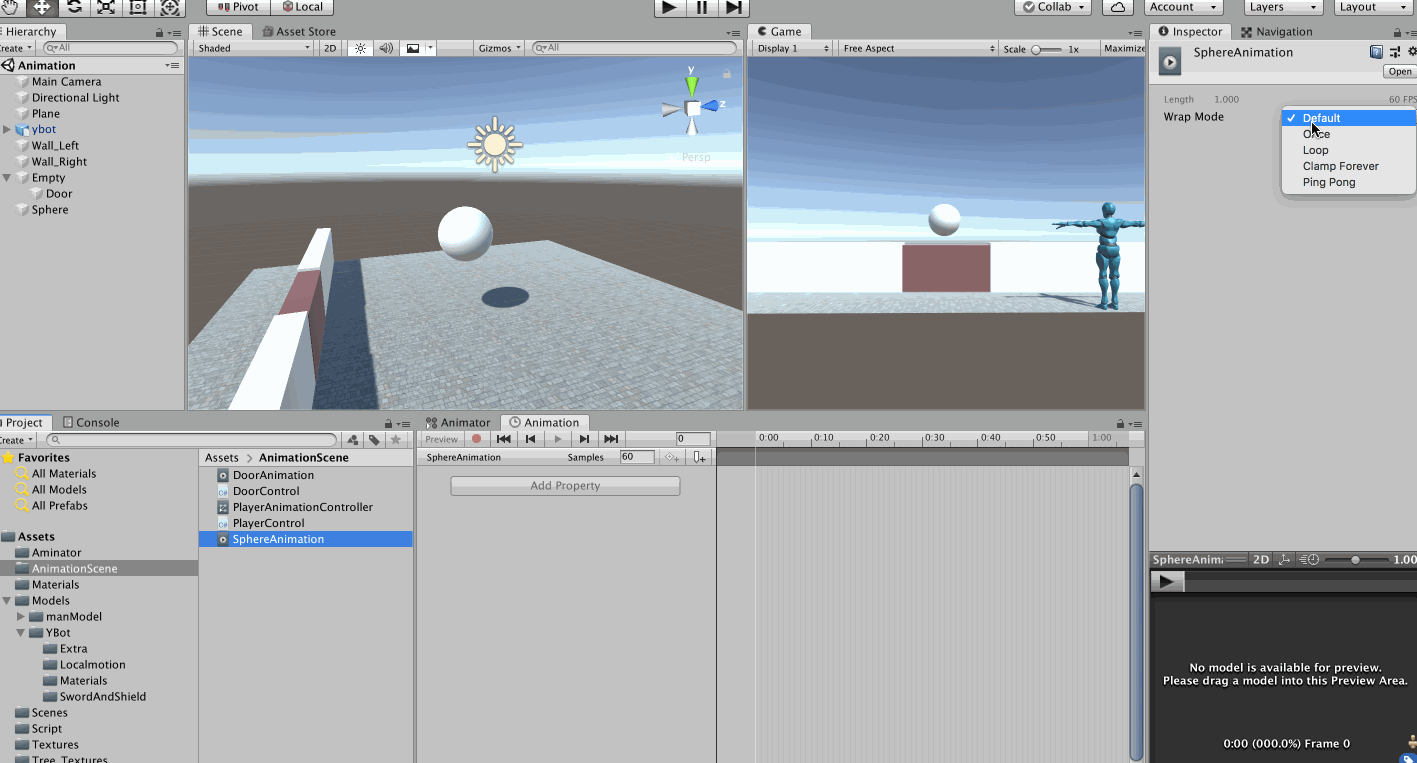 Pivot Local Collab Account Layers Layout
Hierarchy
Create All
Animation
Main Camera
Directional Light
Plane
ybot
Wall_Left
Wall_Right
Empty
Door
Sphere
Scene Asset Store
Shaded 2D Gizmos All
y
z
Persp
Game
Display 1 Free Aspect Scale 1x Maximize
Inspector Navigation
SphereAnimation
Open
Length 1.000 60 FPS
Wrap Mode
Default
Once
Loop
Clamp Forever
Ping Pong
Project Console
Create
Favorites
All Materials
All Models
All Prefabs
Assets
Aminator
AnimationScene
Materials
Models
manModel
YBot
Extra
Localmotion
Materials
SwordAndShield
Scenes
Script
Textures
Tree_Textures
Assets > AnimationScene
DoorAnimation
DoorControl
PlayerAnimationController
PlayerControl
SphereAnimation
Animator Animation
Preview 0 0:00 0:10 0:20 0:30 0:40 0:50 1:00
SphereAnimation Samples 60
Add Property
SphereAnim 2D 1.00
No model is available for preview.
Please drag a model into this Preview Area.
0:00 (000.0%) Frame 0